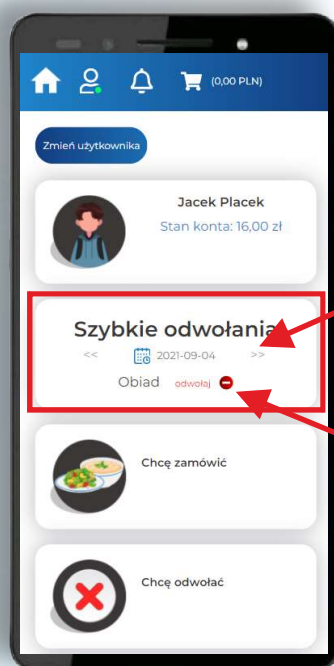 (0,00 PLN)
Zmień użytkownika
Jacek Placek
Stan konta: 16,00 zł
Szybkie odwołania
<< 2021-09-04 >>
Obiad odwołaj
Chcę zamówić
Chcę odwołać